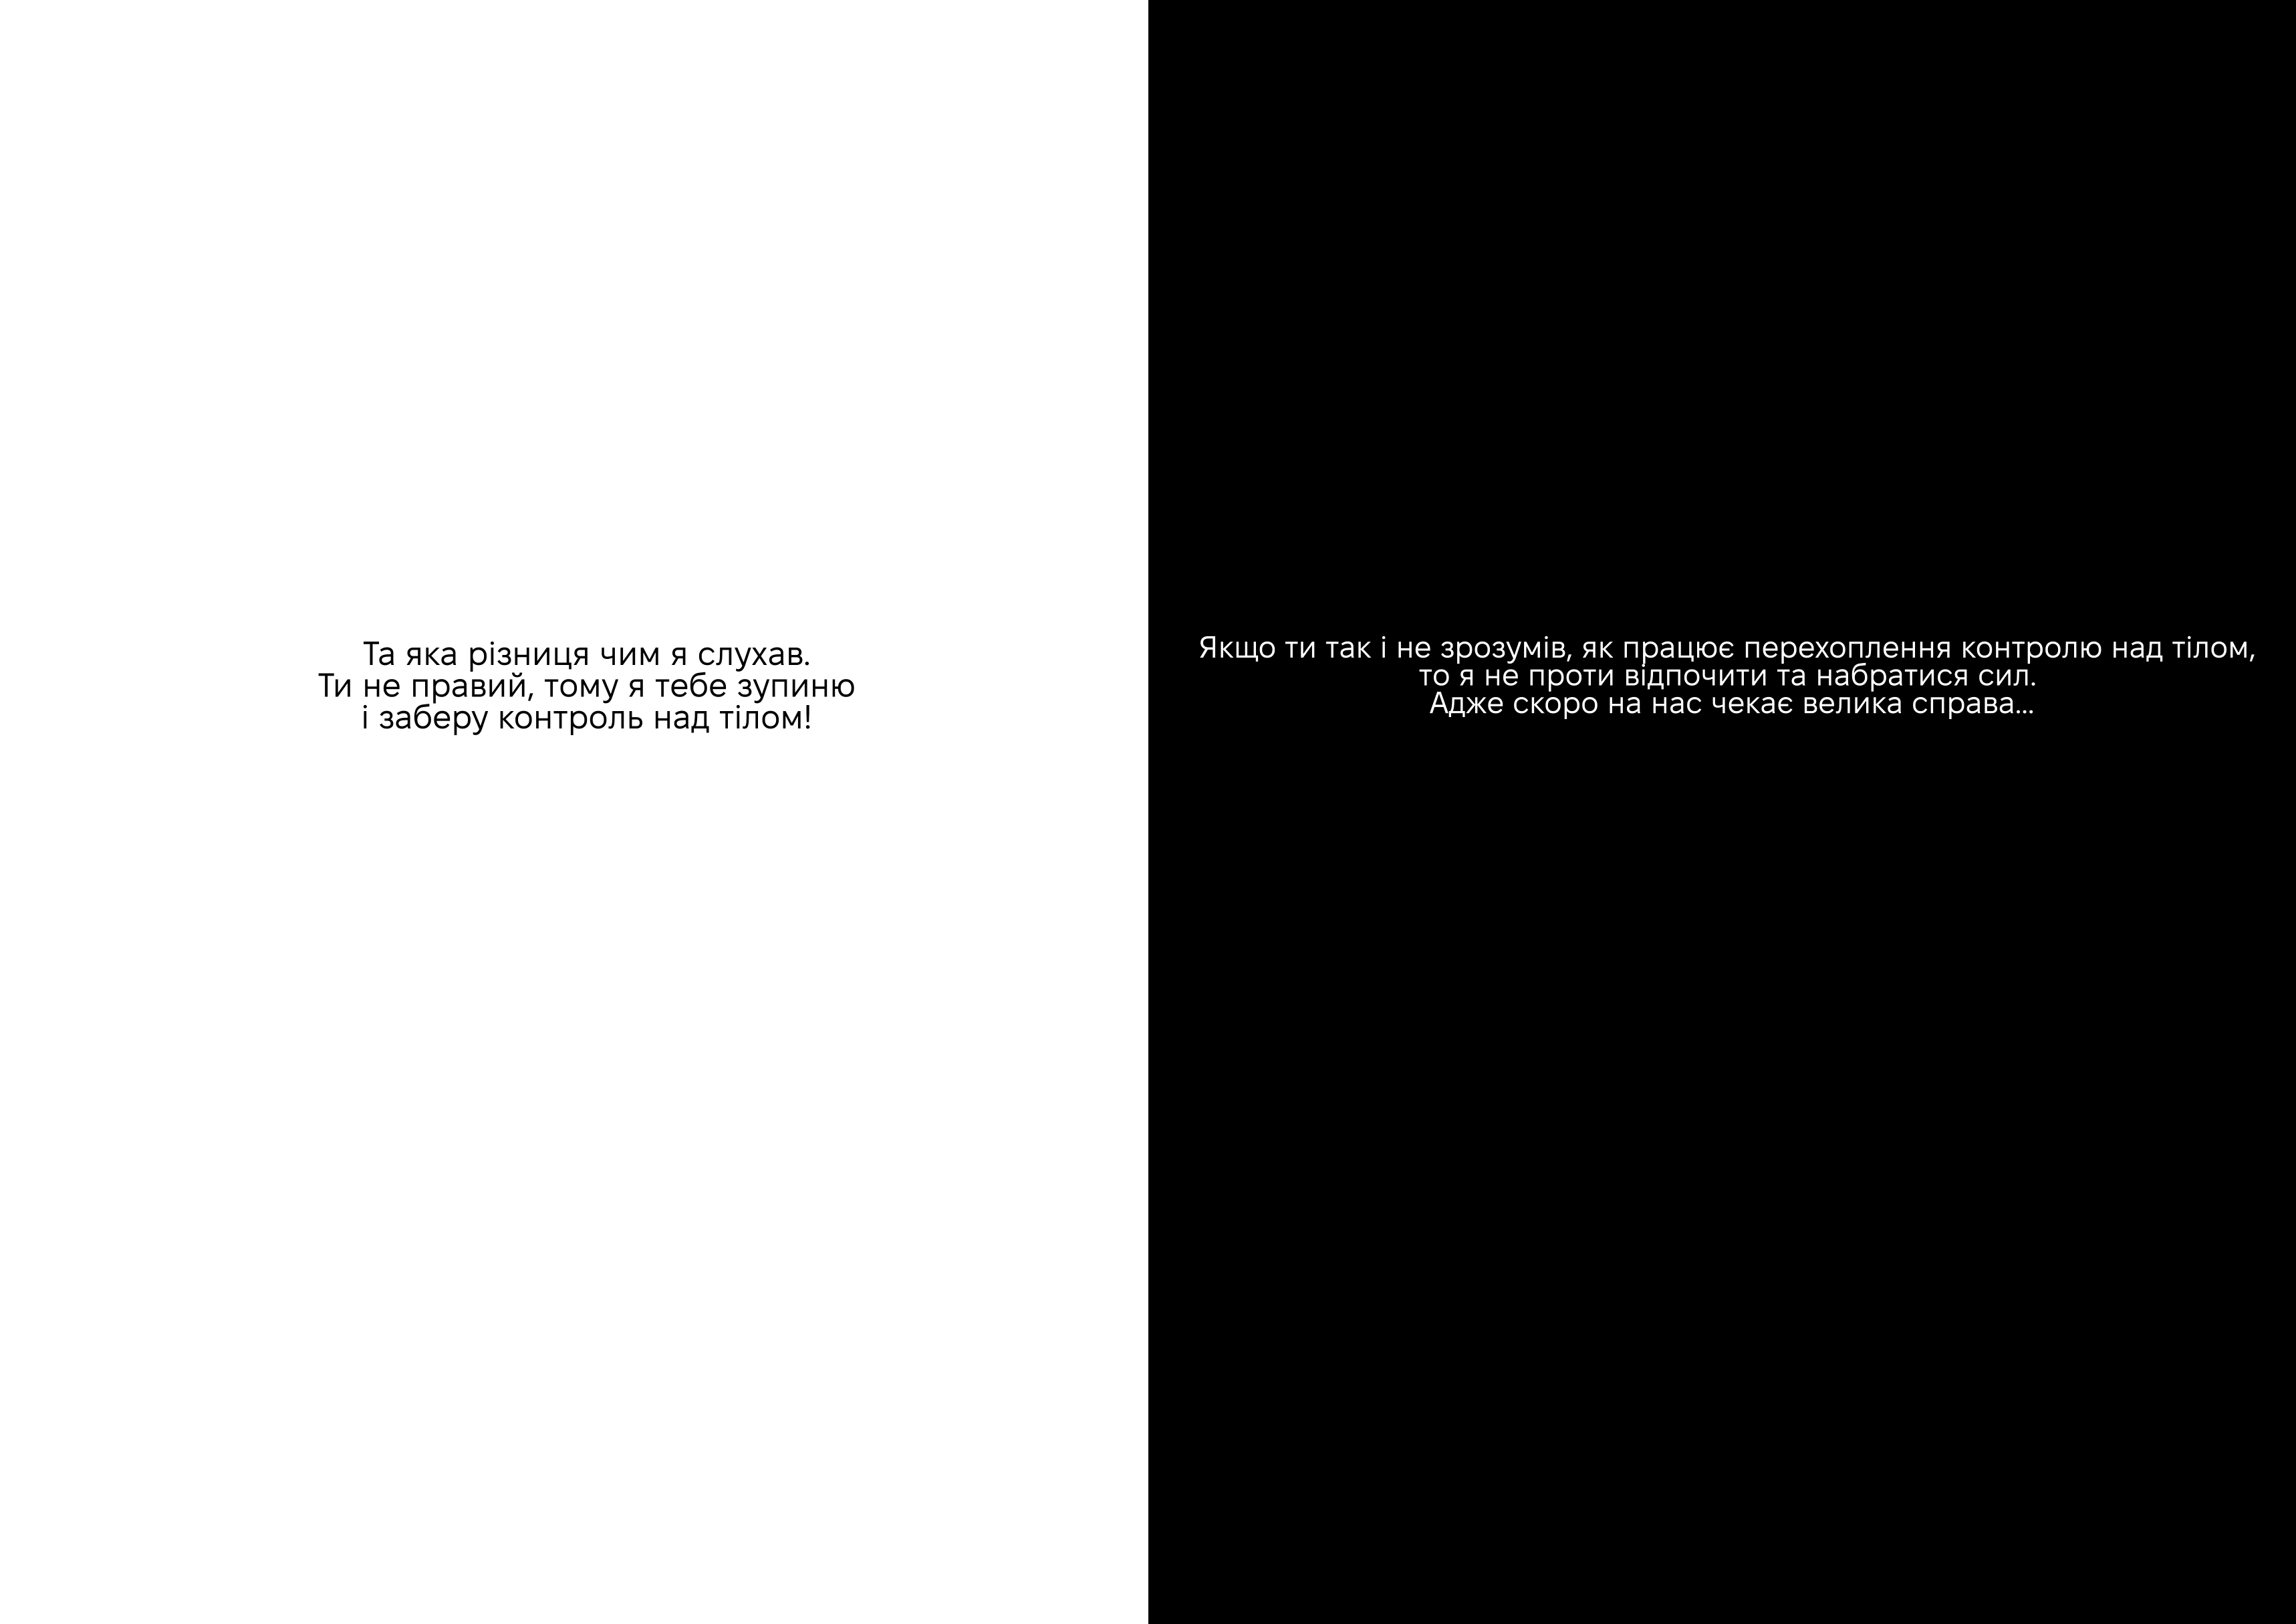 Та яка різниця чим я слухав.
Ти не правий, тому я тебе зупиню
і заберу контроль над тілом!
Якщо ти так і не зрозумів, як працює перехоплення контролю над тілом,
то я не проти відпочити та набратися сил.
Адже скоро на нас чекає велика справа...